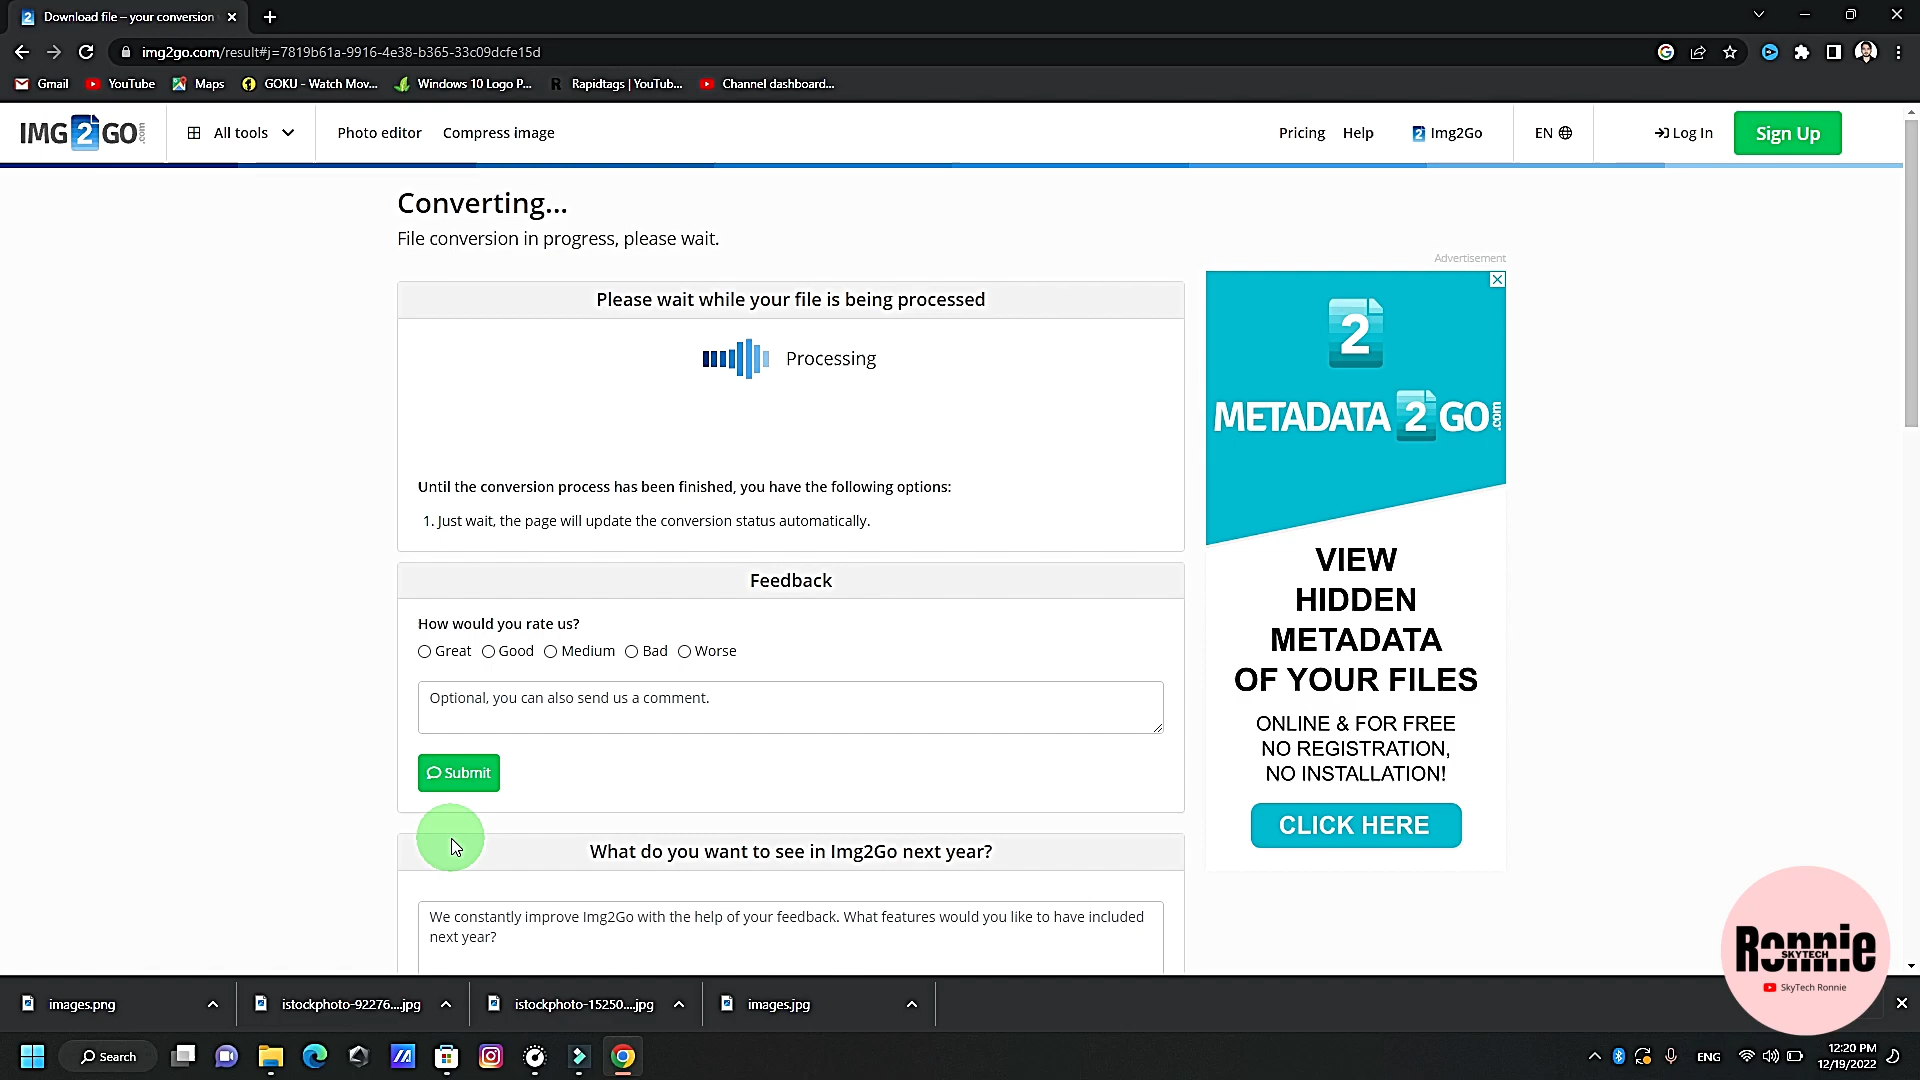 Download file – your conversion
img2go.com/result#j=7819b61a-9916-4e38-b365-33c09dcfe15d
Gmail YouTube Maps GOKU - Watch Mov... Windows 10 Logo P... Rapidtags | YouTub... Channel dashboard...
IMG2GO.com All tools Photo editor Compress image Pricing Help Img2Go EN Log In Sign Up
Converting...
File conversion in progress, please wait.
Advertisement
Please wait while your file is being processed
Processing
Until the conversion process has been finished, you have the following options:
1. Just wait, the page will update the conversion status automatically.
Feedback
How would you rate us?
Great Good Medium Bad Worse
Optional, you can also send us a comment.
Submit
What do you want to see in Img2Go next year?
We constantly improve Img2Go with the help of your feedback. What features would you like to have included
next year?
2
METADATA 2 GO.com
VIEW
HIDDEN
METADATA
OF YOUR FILES
ONLINE & FOR FREE
NO REGISTRATION,
NO INSTALLATION!
CLICK HERE
Ronnie
SKYTECH
SkyTech Ronnie
images.png istockphoto-92276....jpg istockphoto-15250....jpg images.jpg
Search ENG 12:20 PM
12/19/2022